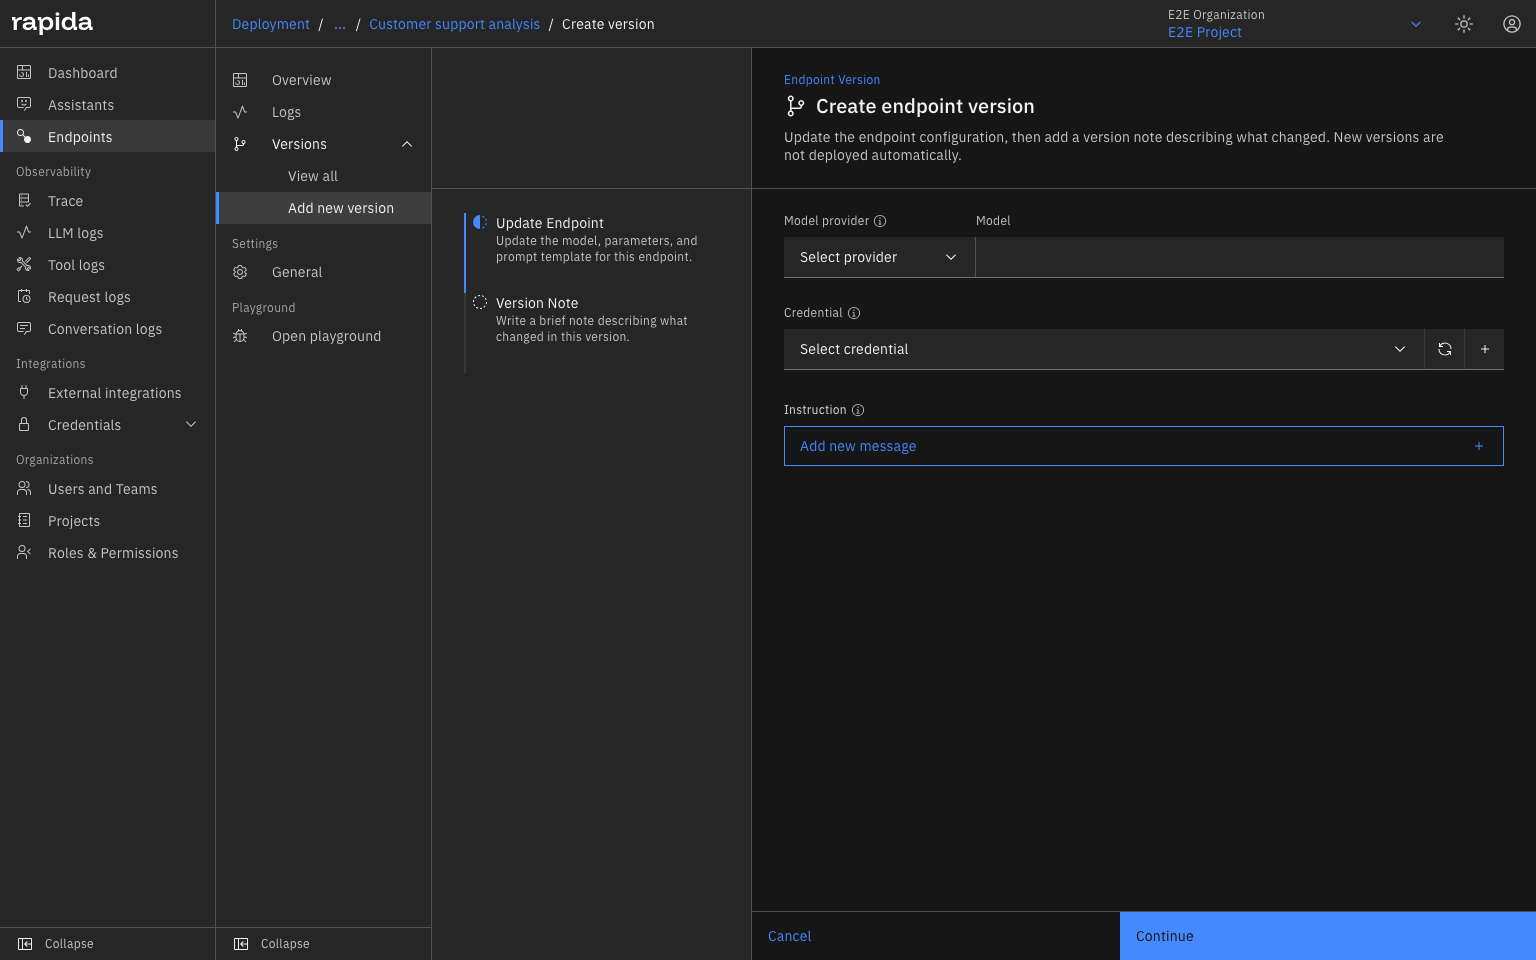 rapida
Deployment / ... / Customer support analysis / Create version
E2E Organization
E2E Project
Dashboard
Assistants
Endpoints
Observability
Trace
LLM logs
Tool logs
Request logs
Conversation logs
Integrations
External integrations
Credentials
Organizations
Users and Teams
Projects
Roles & Permissions
Collapse
Overview
Logs
Versions
View all
Add new version
Settings
General
Playground
Open playground
Collapse
Update Endpoint
Update the model, parameters, and
prompt template for this endpoint.
Version Note
Write a brief note describing what
changed in this version.
Endpoint Version
Create endpoint version
Update the endpoint configuration, then add a version note describing what changed. New versions are
not deployed automatically.
Model provider
Model
Select provider
Credential
Select credential
Instruction
Add new message
Cancel
Continue